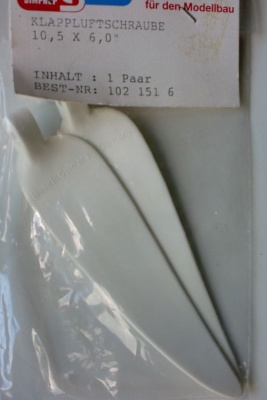 für den Modellbau
KLAPPLUFTSCHRAUBE
10,5 X 6,0"
INHALT : 1 Paar
BEST-NR: 102 151 6